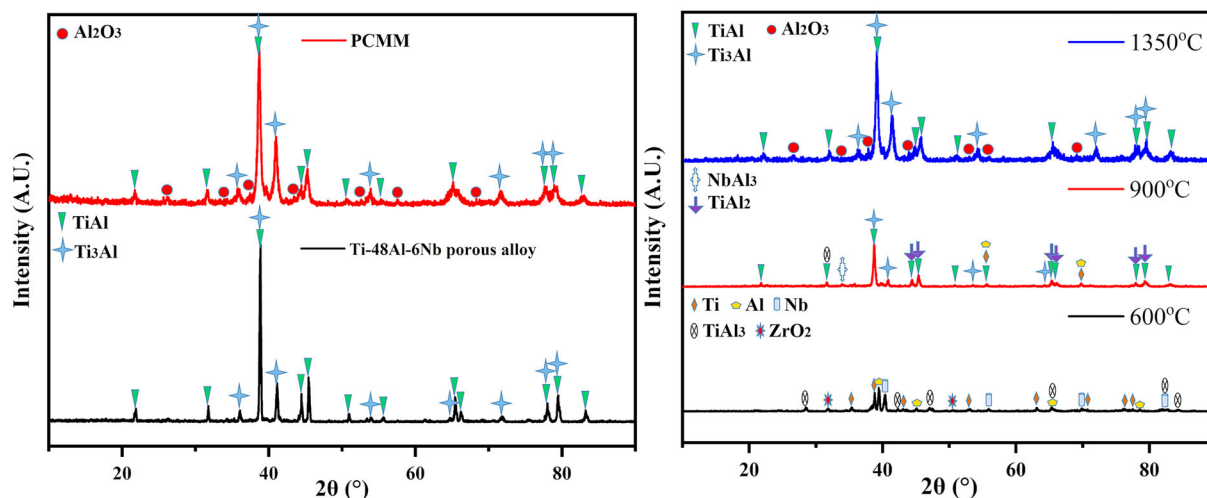 Al2O3
PCMM
TiAl
Ti3Al
Ti-48Al-6Nb porous alloy
Intensity (A.U.)
20
40
60
80
2θ (°)
TiAl
Al2O3
Ti3Al
1350°C
NbAl3
TiAl2
900°C
Ti
Al
Nb
TiAl3
ZrO2
600°C
Intensity (A.U.)
20
40
60
80
2θ (°)